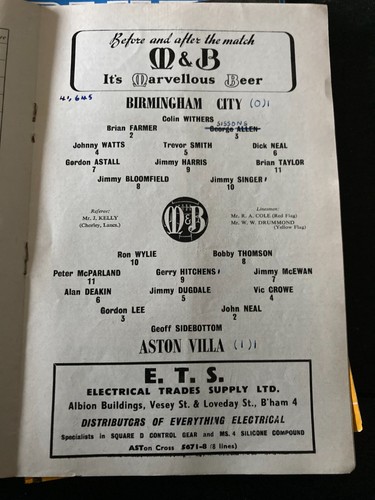 Before and after the match
M & B
It's Marvellous Beer
41,645
BIRMINGHAM CITY (0)1
Colin WITHERS
SISSONS
Brian FARMER George ALLEN
2 3
Johnny WATTS Trevor SMITH Dick NEAL
4 5 6
Gordon ASTALL Jimmy HARRIS Brian TAYLOR
7 9 11
Jimmy BLOOMFIELD Jimmy SINGER'
8 10
Referee: Linesmen:
Mr. J. KELLY Mr. K. A. COLE (Red Flag)
(Chorley, Lancs.) Mr. W. W. DRUMMOND
(Yellow Flag)
M&B
Ron WYLIE Bobby THOMSON
10 8
Peter McPARLAND Gerry HITCHENS' Jimmy McEWAN
11 9 7
Alan DEAKIN Jimmy DUGDALE Vic CROWE
6 5 4
Gordon LEE John NEAL
3 2
Geoff SIDEBOTTOM
ASTON VILLA (1)1
E. T. S.
ELECTRICAL TRADES SUPPLY LTD.
Albion Buildings, Vesey St. & Loveday St., B'ham 4
DISTRIBUTORS OF EVERYTHING ELECTRICAL
Specialists in SQUARE D CONTROL GEAR and MS. 4 SILICONE COMPOUND
ASTon Cross 5671-8 (8 lines)